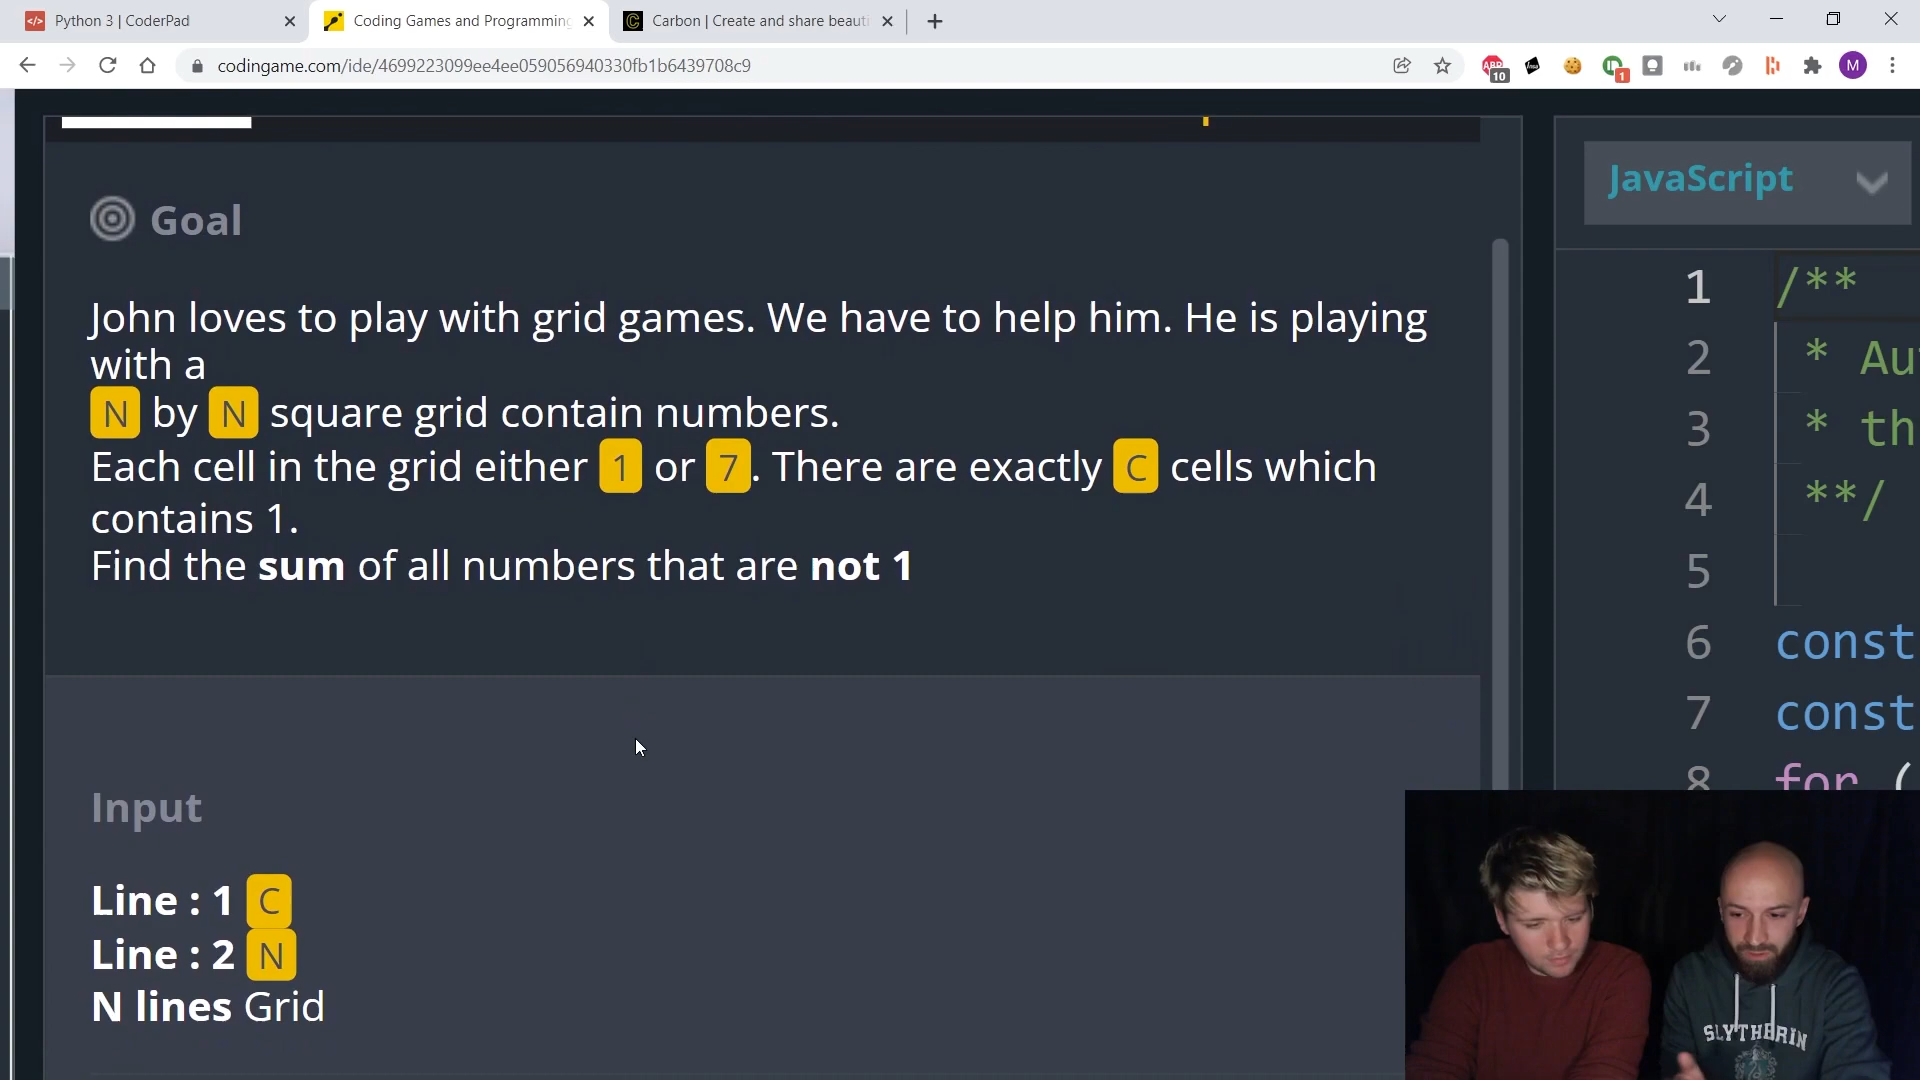 Python 3 | CoderPad
Coding Games and Programming
Carbon | Create and share beauti
codingame.com/ide/4699223099ee4ee059056940330fb1b6439708c9
ABP
10
1
M
Goal
John loves to play with grid games. We have to help him. He is playing
with a
N by N square grid contain numbers.
Each cell in the grid either 1 or 7. There are exactly C cells which
contains 1.
Find the sum of all numbers that are not 1
Input
Line : 1 C
Line : 2 N
N lines Grid
JavaScript
1 /**
2 * Au
3 * th
4 **/
5
6 const
7 const
8 for (
SLYTHERIN